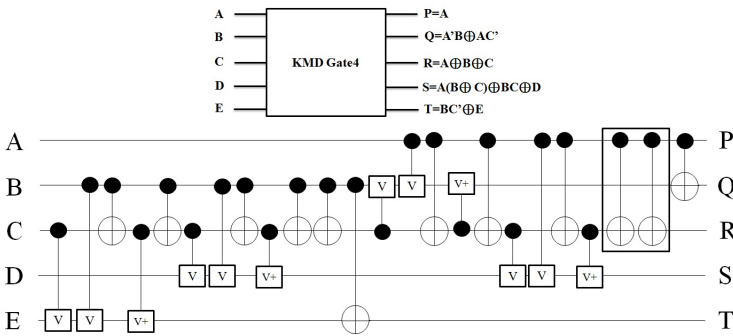 A P=A
B Q=A'B⊕AC'
C KMD Gate4 R=A⊕B⊕C
D S=A(B⊕ C)⊕BC⊕D
E T=BC'⊕E
A P
B V V V+ Q
C R
D V V V+ V V V+ S
E V V V+ T